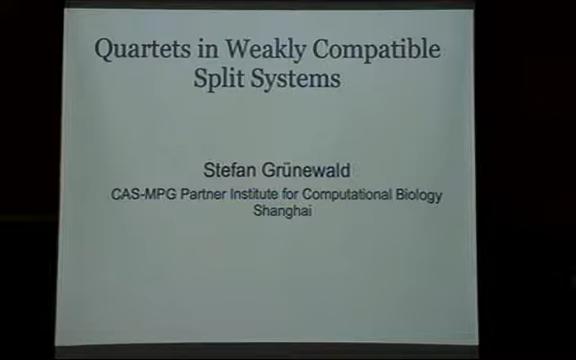 Quartets in Weakly Compatible
Split Systems
Stefan Grünewald
CAS-MPG Partner Institute for Computational Biology
Shanghai